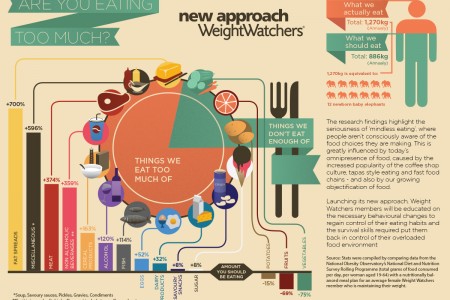 ARE YOU EATING
TOO MUCH?
new approach
WeightWatchers
What we
actually eat
Total 1,270kg
(Annually)
What we
should eat
Total: 886kg
(Annually)
1,270kg is equivalent to:
12 newborn baby elephants
+700%
+596%
+374%
+358%
+120%
+114%
+52%
+32%
+8%
+8%
THINGS WE
EAT TOO
MUCH OF
THINGS WE
DON'T EAT
ENOUGH OF
FAT SPREADS
MISCELLANEOUS
MEAT
NON ALCOHOLIC
BEVERAGES
ALCOHOL
FISH
EGGS
DAIRY
PRODUCTS
SAVOURY
SNACKS
SUGAR
AMOUNT
YOU SHOULD
BE EATING
POTATOES
FRUITS
VEGETABLES
-15%
-69%
-75%
The research findings highlight the
seriousness of 'mindless eating', where
people aren't consciously aware of the
food choices they are making. This is
greatly influenced by today's
omnipresence of food, caused by the
increased popularity of the coffee shop
culture, tapas style eating and fast food
chains - and also by our growing
objectification of food.
Launching its new approach, Weight
Watchers members will be educated on
the necessary behavioural changes to
regain control of their eating habits and
the survival skills required put them
back in control of their overloaded
food environment
Source: Stats were compiled by comparing data from the
National Obesity Observatory's National Diet and Nutrition
Survey Rolling Programme (total grams of food consumed
per day, per woman aged 19-64) with a nutritionally bal-
anced meal plan for an average female Weight Watchers
member who is maintaining their weight.
*Soup, Savoury sauces, Pickles, Gravies, Condiments